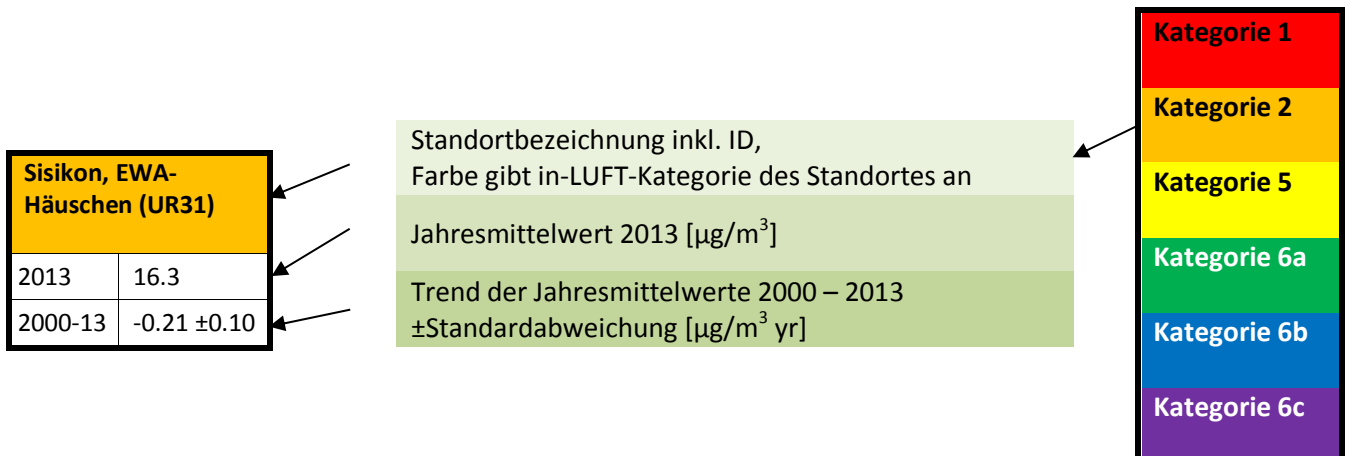 Sisikon, EWA-
Häuschen (UR31)
2013 16.3
2000-13 -0.21 ±0.10
Standortbezeichnung inkl. ID,
Farbe gibt in-LUFT-Kategorie des Standortes an
Jahresmittelwert 2013 [µg/m³]
Trend der Jahresmittelwerte 2000 – 2013
±Standardabweichung [µg/m³ yr]
Kategorie 1
Kategorie 2
Kategorie 5
Kategorie 6a
Kategorie 6b
Kategorie 6c